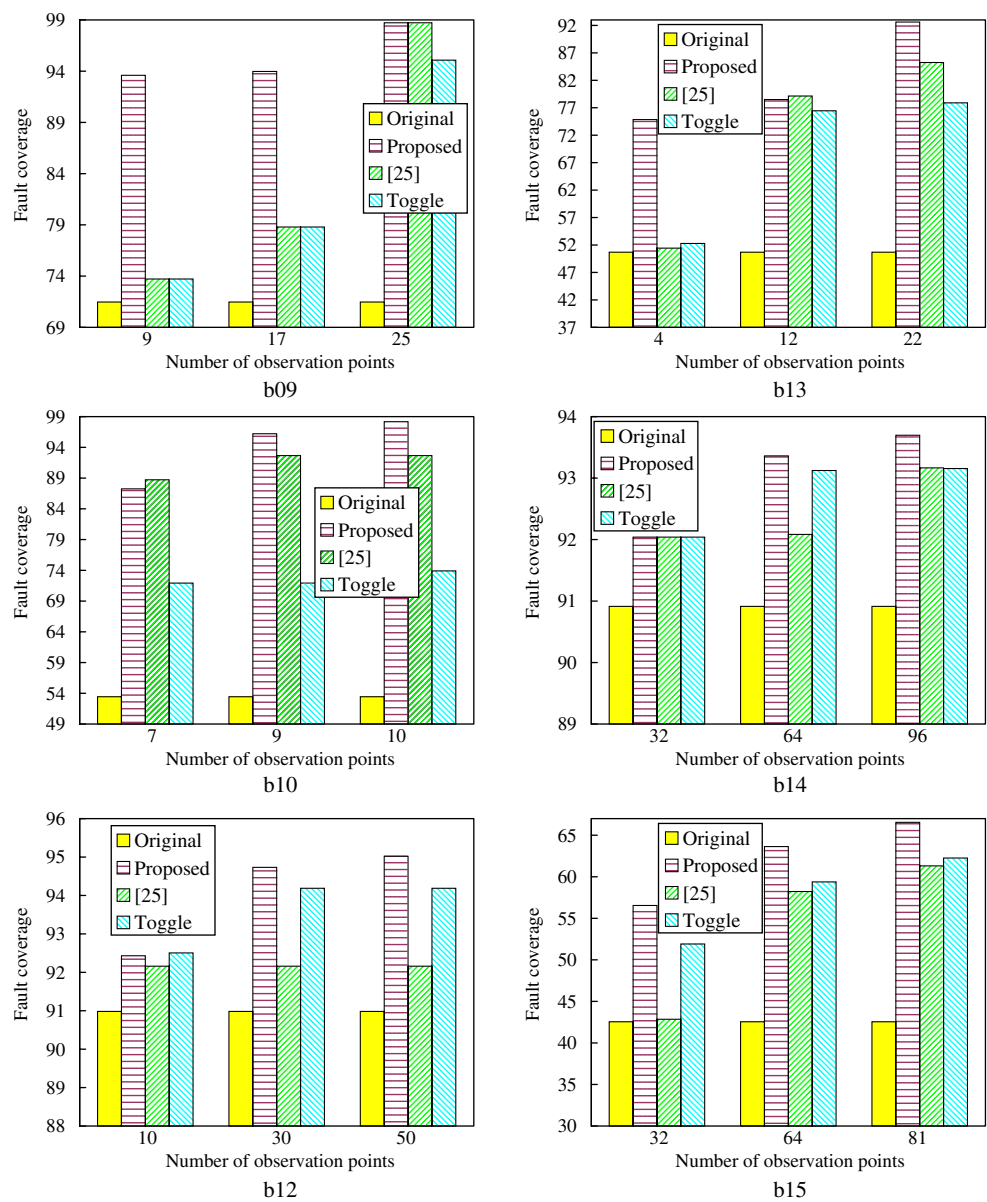 Fault coverage
99
94
89
84
79
74
69
Original
Proposed
[25]
Toggle
9 17 25
Number of observation points
b09
Fault coverage
92
87
82
77
72
67
62
57
52
47
42
37
Original
Proposed
[25]
Toggle
4 12 22
Number of observation points
b13
Fault coverage
99
94
89
84
79
74
69
64
59
54
49
Original
Proposed
[25]
Toggle
7 9 10
Number of observation points
b10
Fault coverage
94
93
92
91
90
89
Original
Proposed
[25]
Toggle
32 64 96
Number of observation points
b14
Fault coverage
96
95
94
93
92
91
90
89
88
Original
Proposed
[25]
Toggle
10 30 50
Number of observation points
b12
Fault coverage
65
60
55
50
45
40
35
30
Original
Proposed
[25]
Toggle
32 64 81
Number of observation points
b15